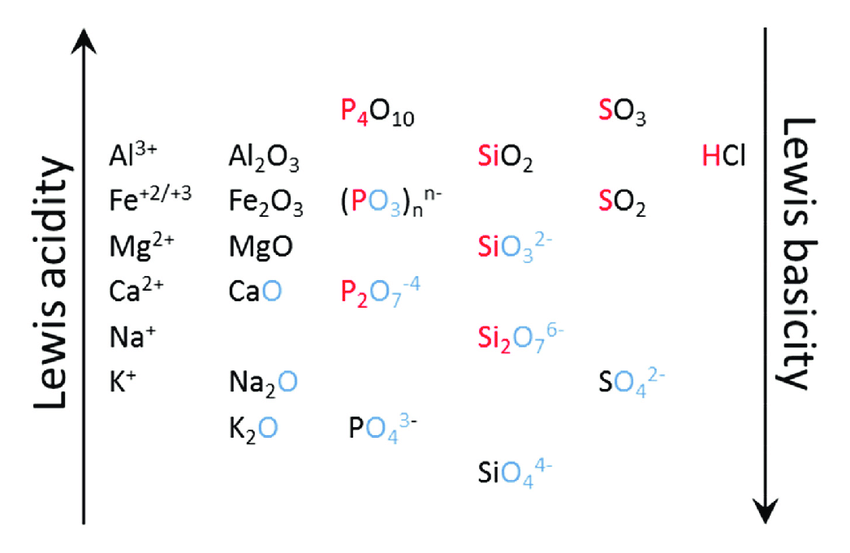 P₄O₁₀ SO₃
Al³⁺ Al₂O₃ SiO₂ HCl
Fe⁺²/⁺³ Fe₂O₃ (PO₃)ₙⁿ⁻ SO₂
Mg²⁺ MgO SiO₃²⁻
Ca²⁺ CaO P₂O₇⁻⁴
Na⁺ Si₂O₇⁶⁻
K⁺ Na₂O SO₄²⁻
K₂O PO₄³⁻
SiO₄⁴⁻
Lewis acidity
Lewis basicity